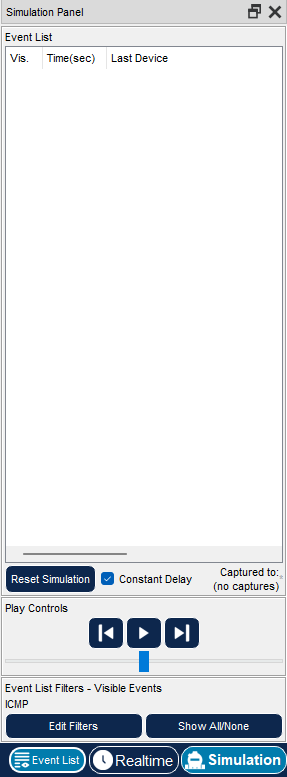 Simulation Panel
Event List
Vis. Time(sec) Last Device
Reset Simulation Constant Delay Captured to:
(no captures)
Play Controls
Event List Filters - Visible Events
ICMP
Edit Filters Show All/None
Event List Realtime Simulation